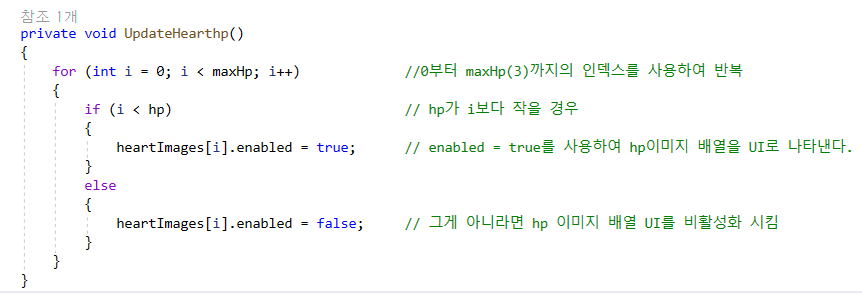 참조 1개
private void UpdateHearthp()
{
for (int i = 0; i < maxHp; i++) //0부터 maxHp(3)까지의 인덱스를 사용하여 반복
{
if (i < hp) // hp가 i보다 작을 경우
{
heartImages[i].enabled = true; // enabled = true를 사용하여 hp이미지 배열을 UI로 나타낸다.
}
else
{
heartImages[i].enabled = false; // 그게 아니라면 hp 이미지 배열 UI를 비활성화 시킴
}
}
}